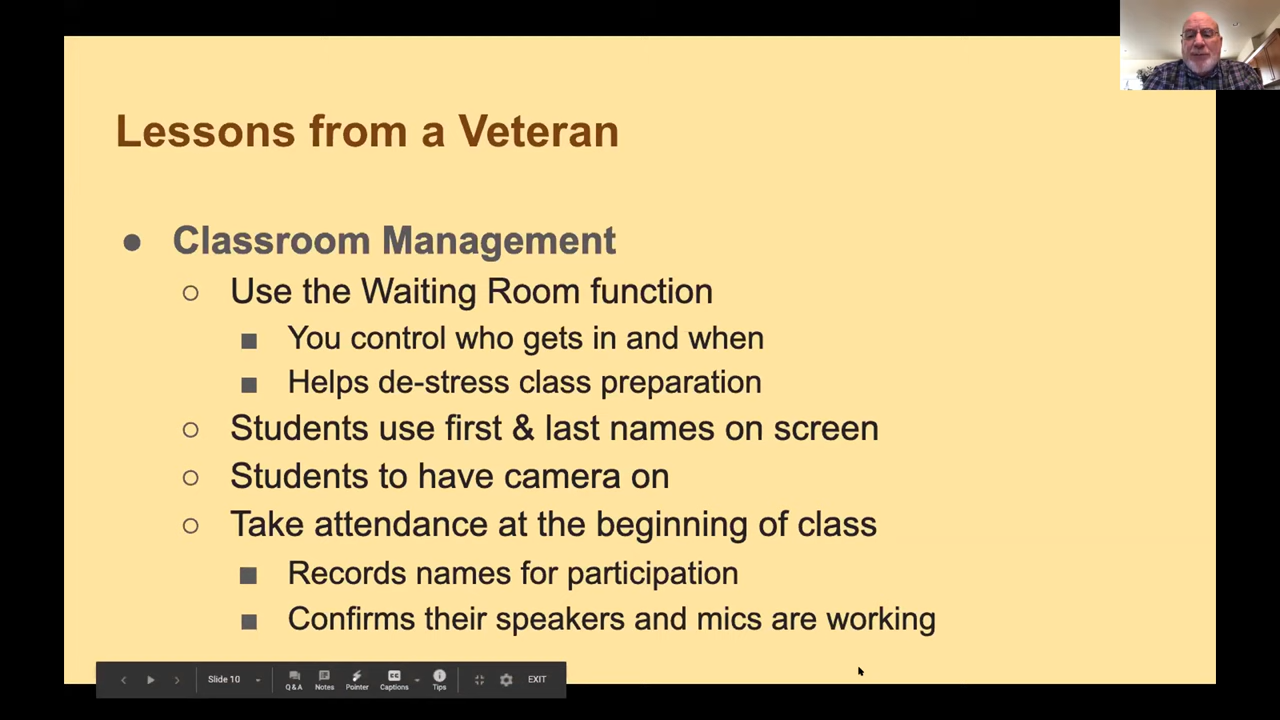 Lessons from a Veteran
● Classroom Management
○ Use the Waiting Room function
■ You control who gets in and when
■ Helps de-stress class preparation
○ Students use first & last names on screen
○ Students to have camera on
○ Take attendance at the beginning of class
■ Records names for participation
■ Confirms their speakers and mics are working
Slide 10
Q&A Notes Pointer Captions Tips EXIT